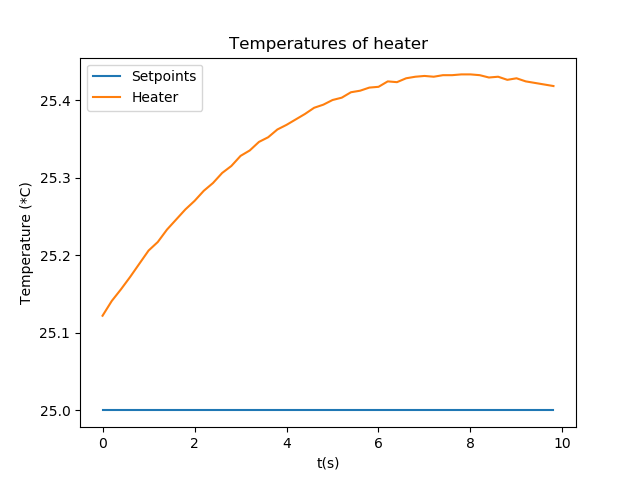 Temperatures of heater
Setpoints
Heater
25.4
25.3
25.2
25.1
25.0
Temperature (*C)
0 2 4 6 8 10
t(s)